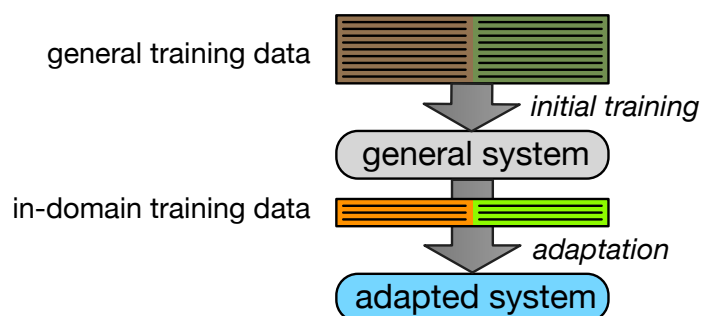 general training data
initial training
general system
in-domain training data
adaptation
adapted system